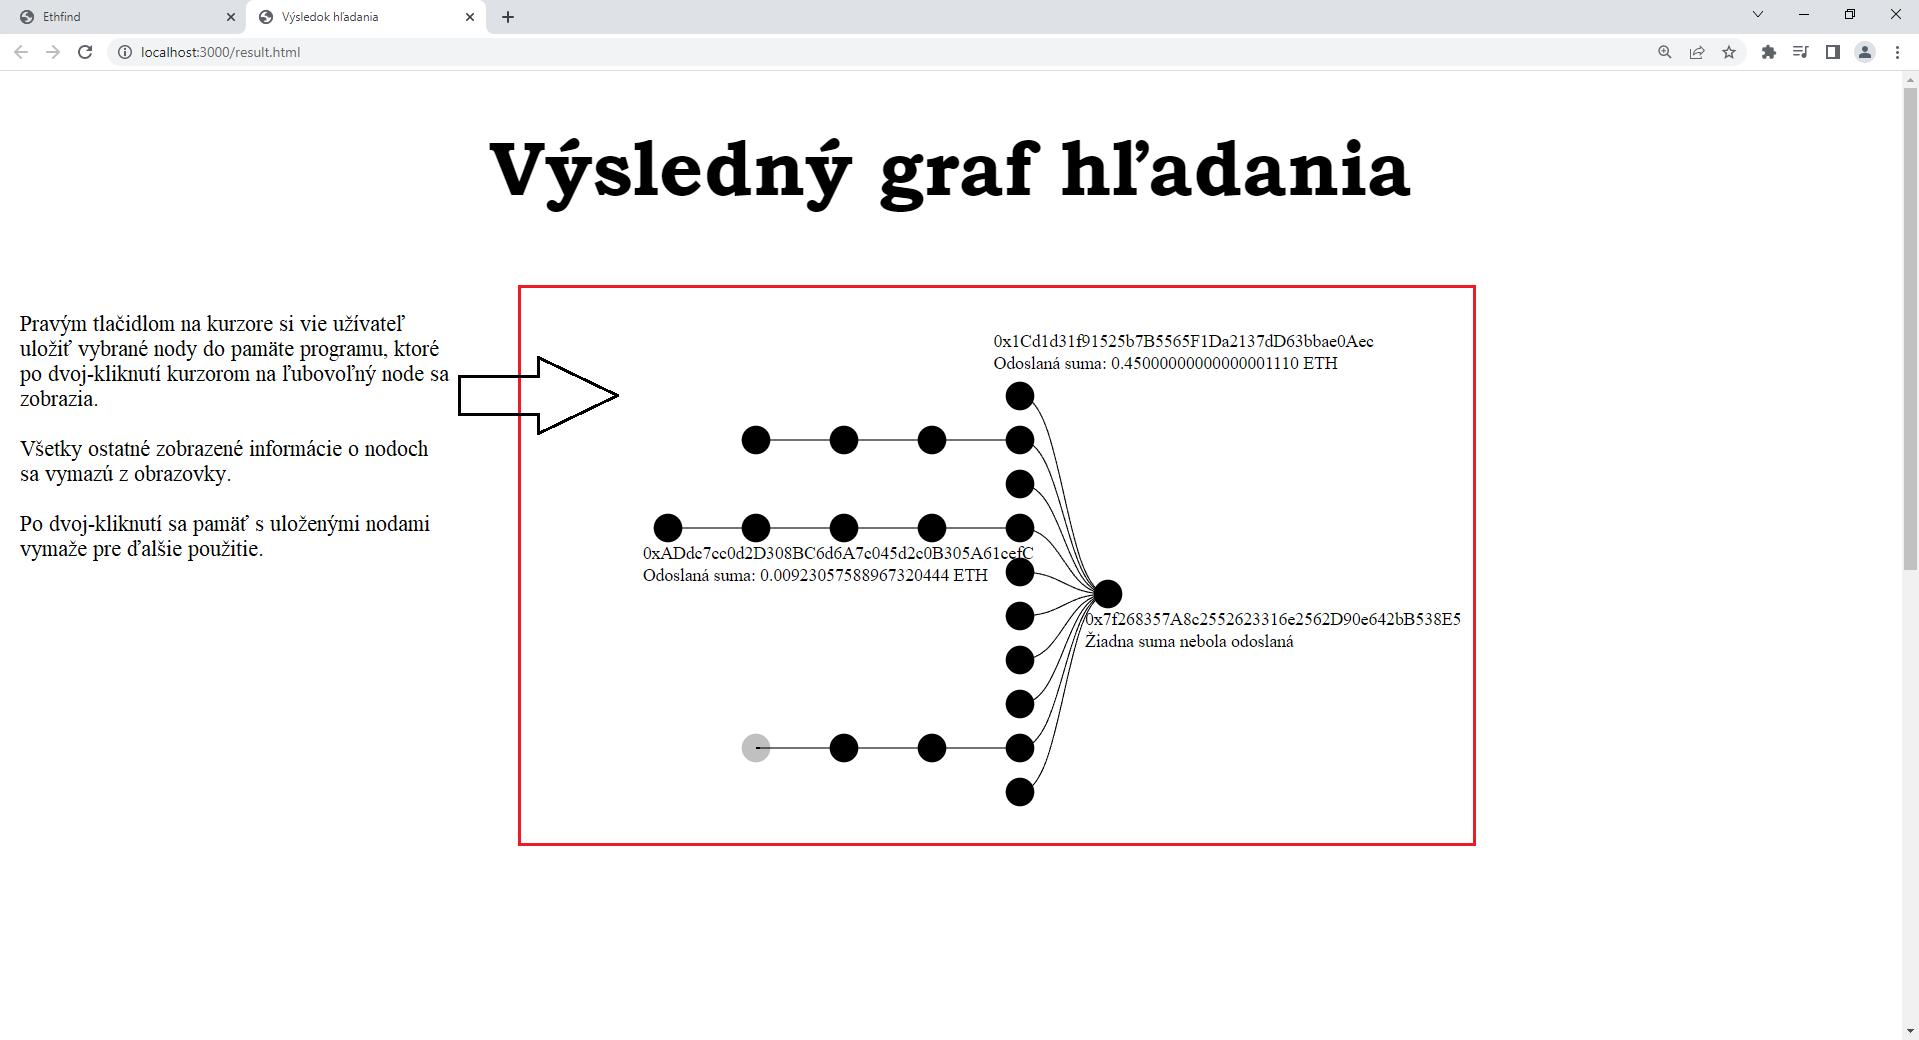 Ethfind
Výsledok hľadania
localhost:3000/result.html
Výsledný graf hľadania
Pravým tlačidlom na kurzore si vie užívateľ
uložiť vybrané nody do pamäte programu, ktoré
po dvoj-kliknutí kurzorom na ľubovoľný node sa
zobrazia.
Všetky ostatné zobrazené informácie o nodoch
sa vymazú z obrazovky.
Po dvoj-kliknutí sa pamäť s uloženými nodami
vymaže pre ďalšie použitie.
0x1Cd1d31f91525b7B5565F1Da2137dD63bbae0Aec
Odoslaná suma: 0.45000000000000001110 ETH
0xADdc7cc0d2D308BC6d6A7c045d2c0B305A61cefC
Odoslaná suma: 0.00923057588967320444 ETH
0x7f268357A8c2552623316e2562D90e642bB538E5
Žiadna suma nebola odoslaná